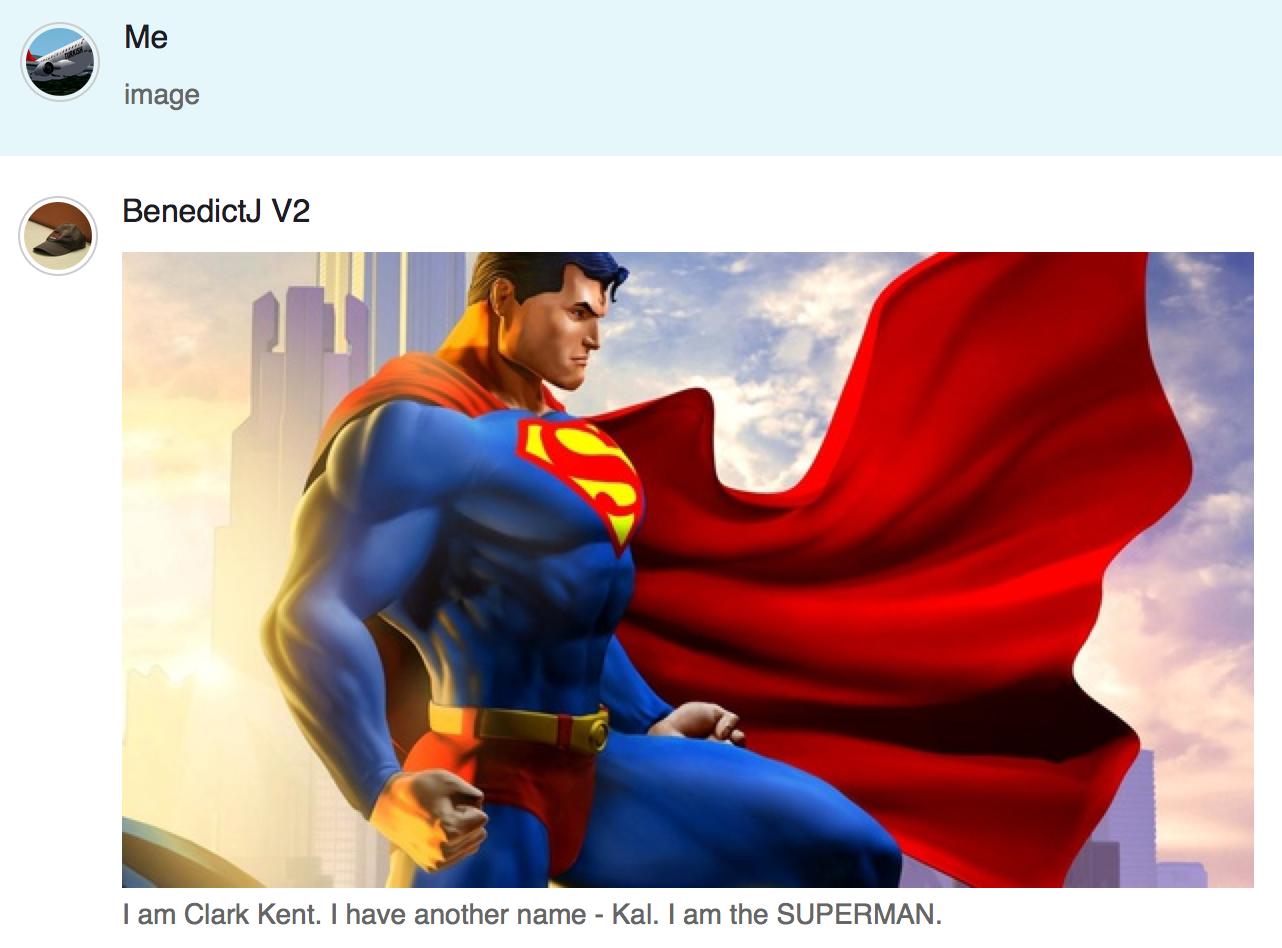 Me
image
BenedictJ V2
I am Clark Kent. I have another name - Kal. I am the SUPERMAN.